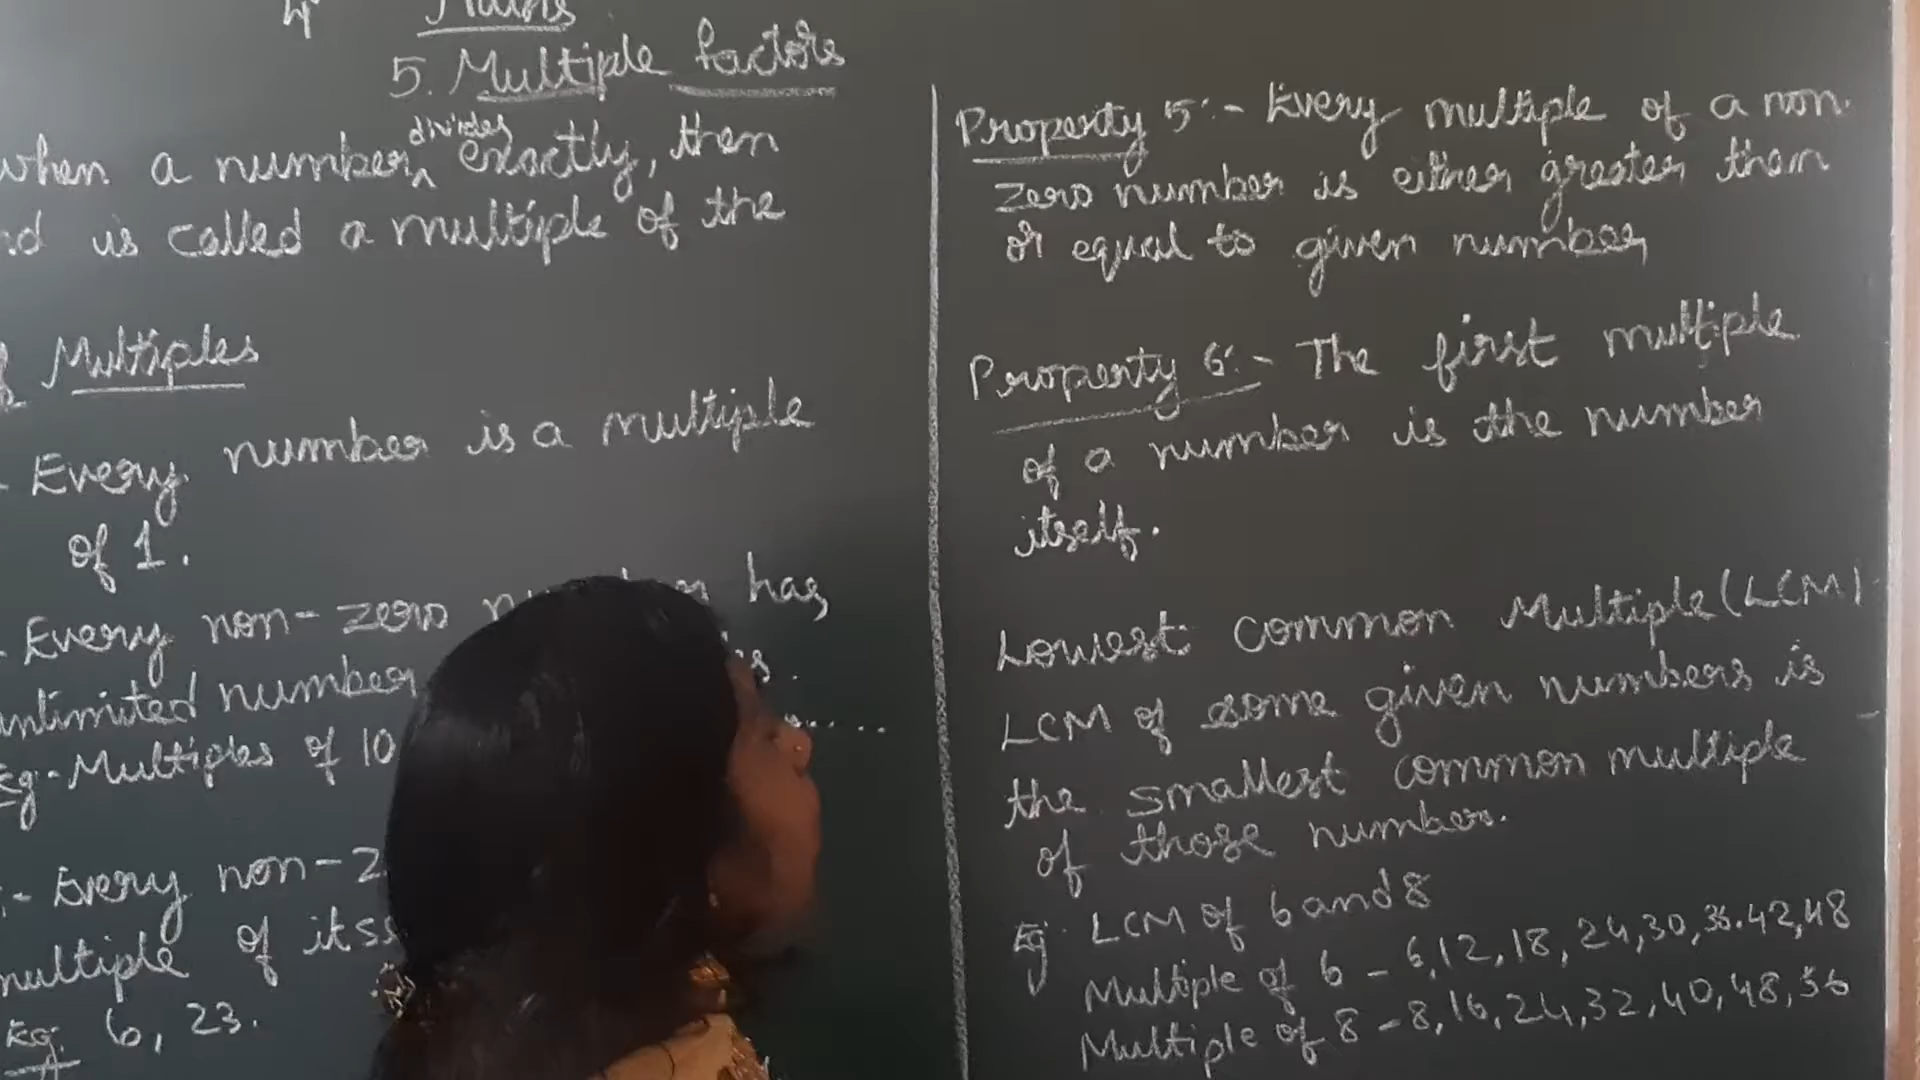 4
Maths
5. Multiple factors
when a number divides exactly, then
is called a multiple of the
Multiples
Every number is a multiple
of 1.
Every non-zero has
unlimited number
Eg-Multiples of 10 .....
:- Every non-z
multiple of itse
Eg. 6, 23.
Property 5:- Every multiple of a non.
zero number is either greater then
or equal to given number
Property 6:- The first multiple
of a number is the number
itself.
Lowest common Multiple (LCM)
LCM of some given numbers is
the smallest common multiple
of those number.
Eg. LCM of 6 and 8
Multiple of 6 - 6,12,18,24,30,36.42,48
Multiple of 8 - 8,16,24,32,40,48,56